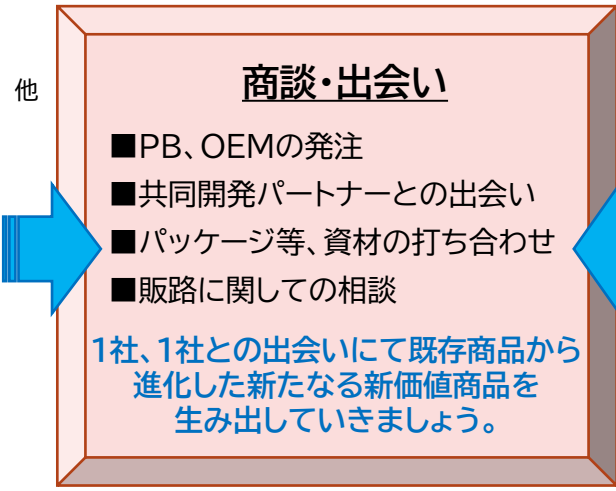 他
商談・出会い
■PB、OEMの発注
■共同開発パートナーとの出会い
■パッケージ等、資材の打ち合わせ
■販路に関しての相談
1社、1社との出会いにて既存商品から
進化した新たなる新価値商品を
生み出していきましょう。